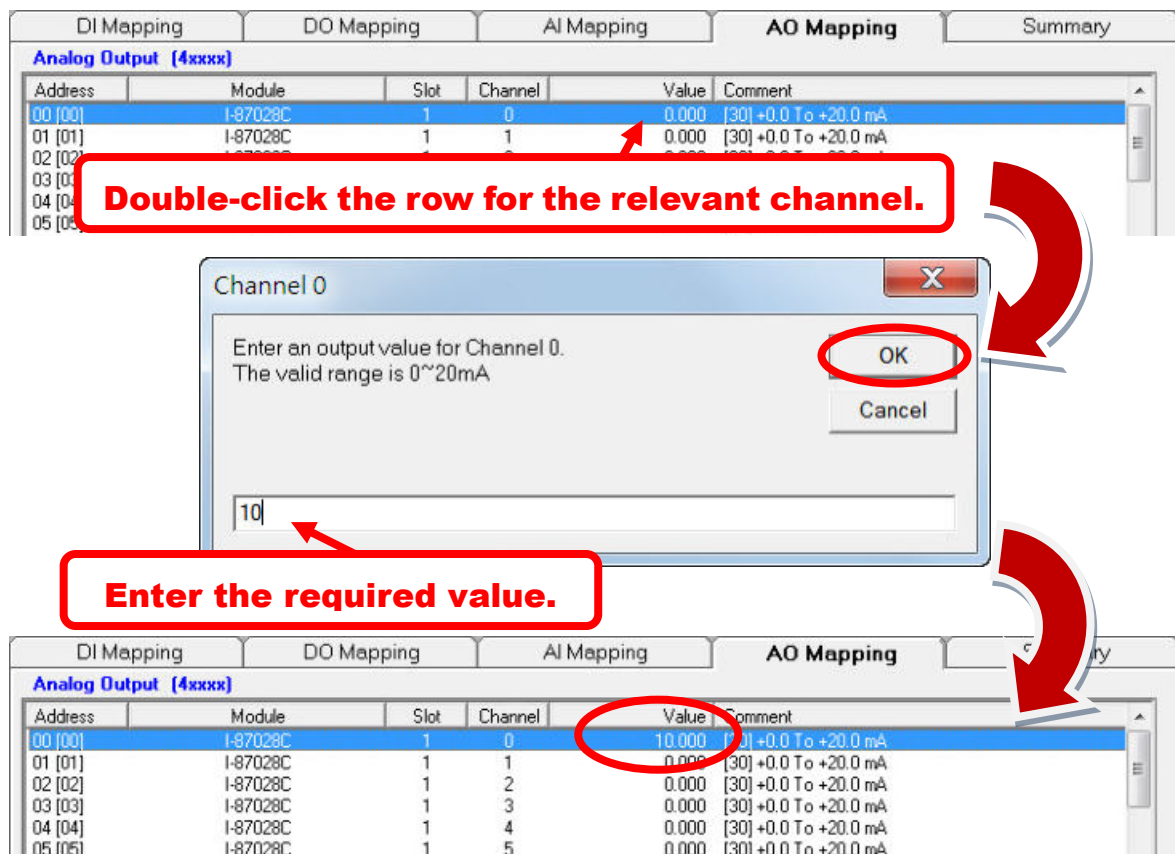 DI Mapping DO Mapping AI Mapping AO Mapping Summary
Analog Output (4xxxx)
Address Module Slot Channel Value Comment
00 [00] I-87028C 1 0 0.000 [30] +0.0 To +20.0 mA
01 [01] I-87028C 1 1 0.000 [30] +0.0 To +20.0 mA
02 [02]
03
04
05
Double-click the row for the relevant channel.
Channel 0
Enter an output value for Channel 0.
The valid range is 0~20mA
OK
Cancel
10
Enter the required value.
DI Mapping DO Mapping AI Mapping AO Mapping
Analog Output (4xxxx)
Address Module Slot Channel Value Comment
00 [00] I-87028C 1 0 10.000 +0.0 To +20.0 mA
01 [01] I-87028C 1 1 0.000 [30] +0.0 To +20.0 mA
02 [02] I-87028C 1 2 0.000 [30] +0.0 To +20.0 mA
03 [03] I-87028C 1 3 0.000 [30] +0.0 To +20.0 mA
04 [04] I-87028C 1 4 0.000 [30] +0.0 To +20.0 mA
05 [05] I-87028C 1 5 0.000 [30] +0.0 To +20.0 mA